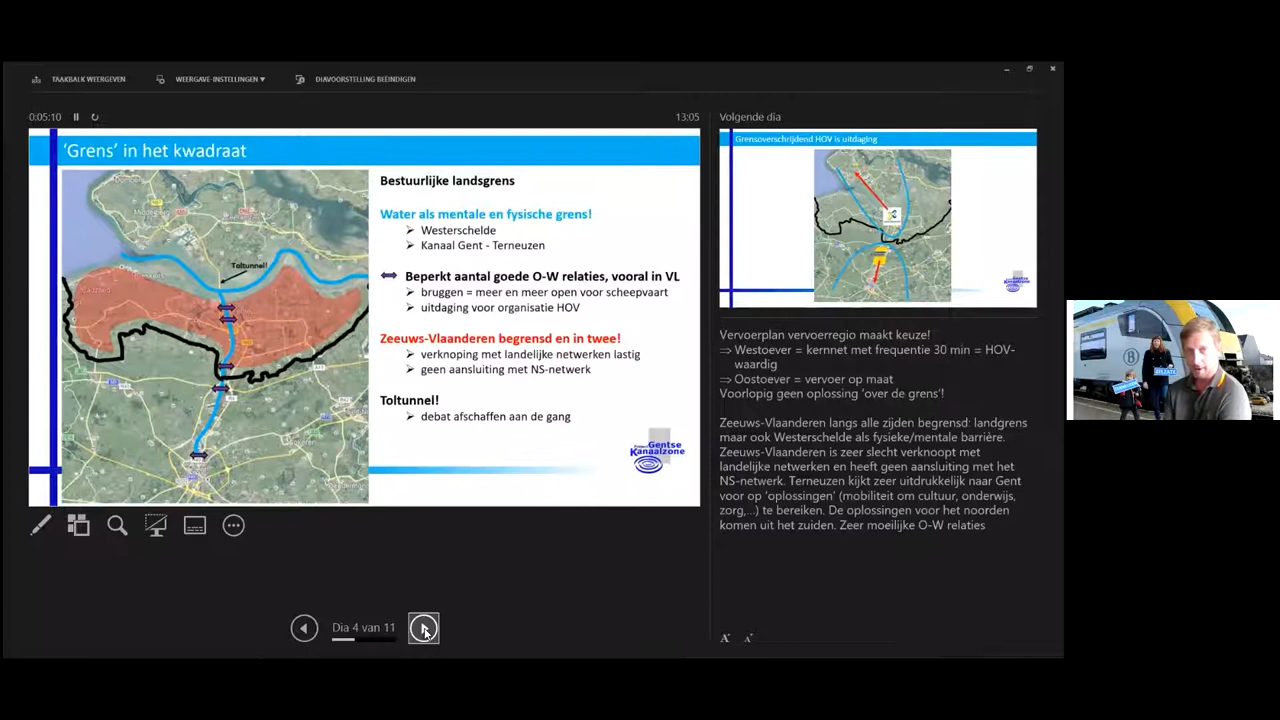 TAAKBALK WEERGEVEN
WEERGAVE-INSTELLINGEN ▾
DIAVOORSTELLING BEËINDIGEN
0:05:10
13:05
‘Grens’ in het kwadraat
Toltunnel!
Bestuurlijke landsgrens
Water als mentale en fysische grens!
➢ Westerschelde
➢ Kanaal Gent - Terneuzen
Beperkt aantal goede O-W relaties, vooral in VL
➢ bruggen = meer en meer open voor scheepvaart
➢ uitdaging voor organisatie HOV
Zeeuws-Vlaanderen begrensd en in twee!
➢ verknoping met landelijke netwerken lastig
➢ geen aansluiting met NS-netwerk
Toltunnel!
➢ debat afschaffen aan de gang
Gentse
Kanaalzone
Dia 4 van 11
Volgende dia
Grensoverschrijdend HOV is uitdaging
Vervoerplan vervoerregio maakt keuze!
⇒ Westoever = kernnet met frequentie 30 min = HOV-
waardig
⇒ Oostoever = vervoer op maat
Voorlopig geen oplossing ‘over de grens’!
Zeeuws-Vlaanderen langs alle zijden begrensd: landgrens
maar ook Westerschelde als fysieke/mentale barrière.
Zeeuws-Vlaanderen is zeer slecht verknoopt met
landelijke netwerken en heeft geen aansluiting met het
NS-netwerk. Terneuzen kijkt zeer uitdrukkelijk naar Gent
voor op ‘oplossingen’ (mobiliteit om cultuur, onderwijs,
zorg,...) te bereiken. De oplossingen voor het noorden
komen uit het zuiden. Zeer moeilijke O-W relaties
B